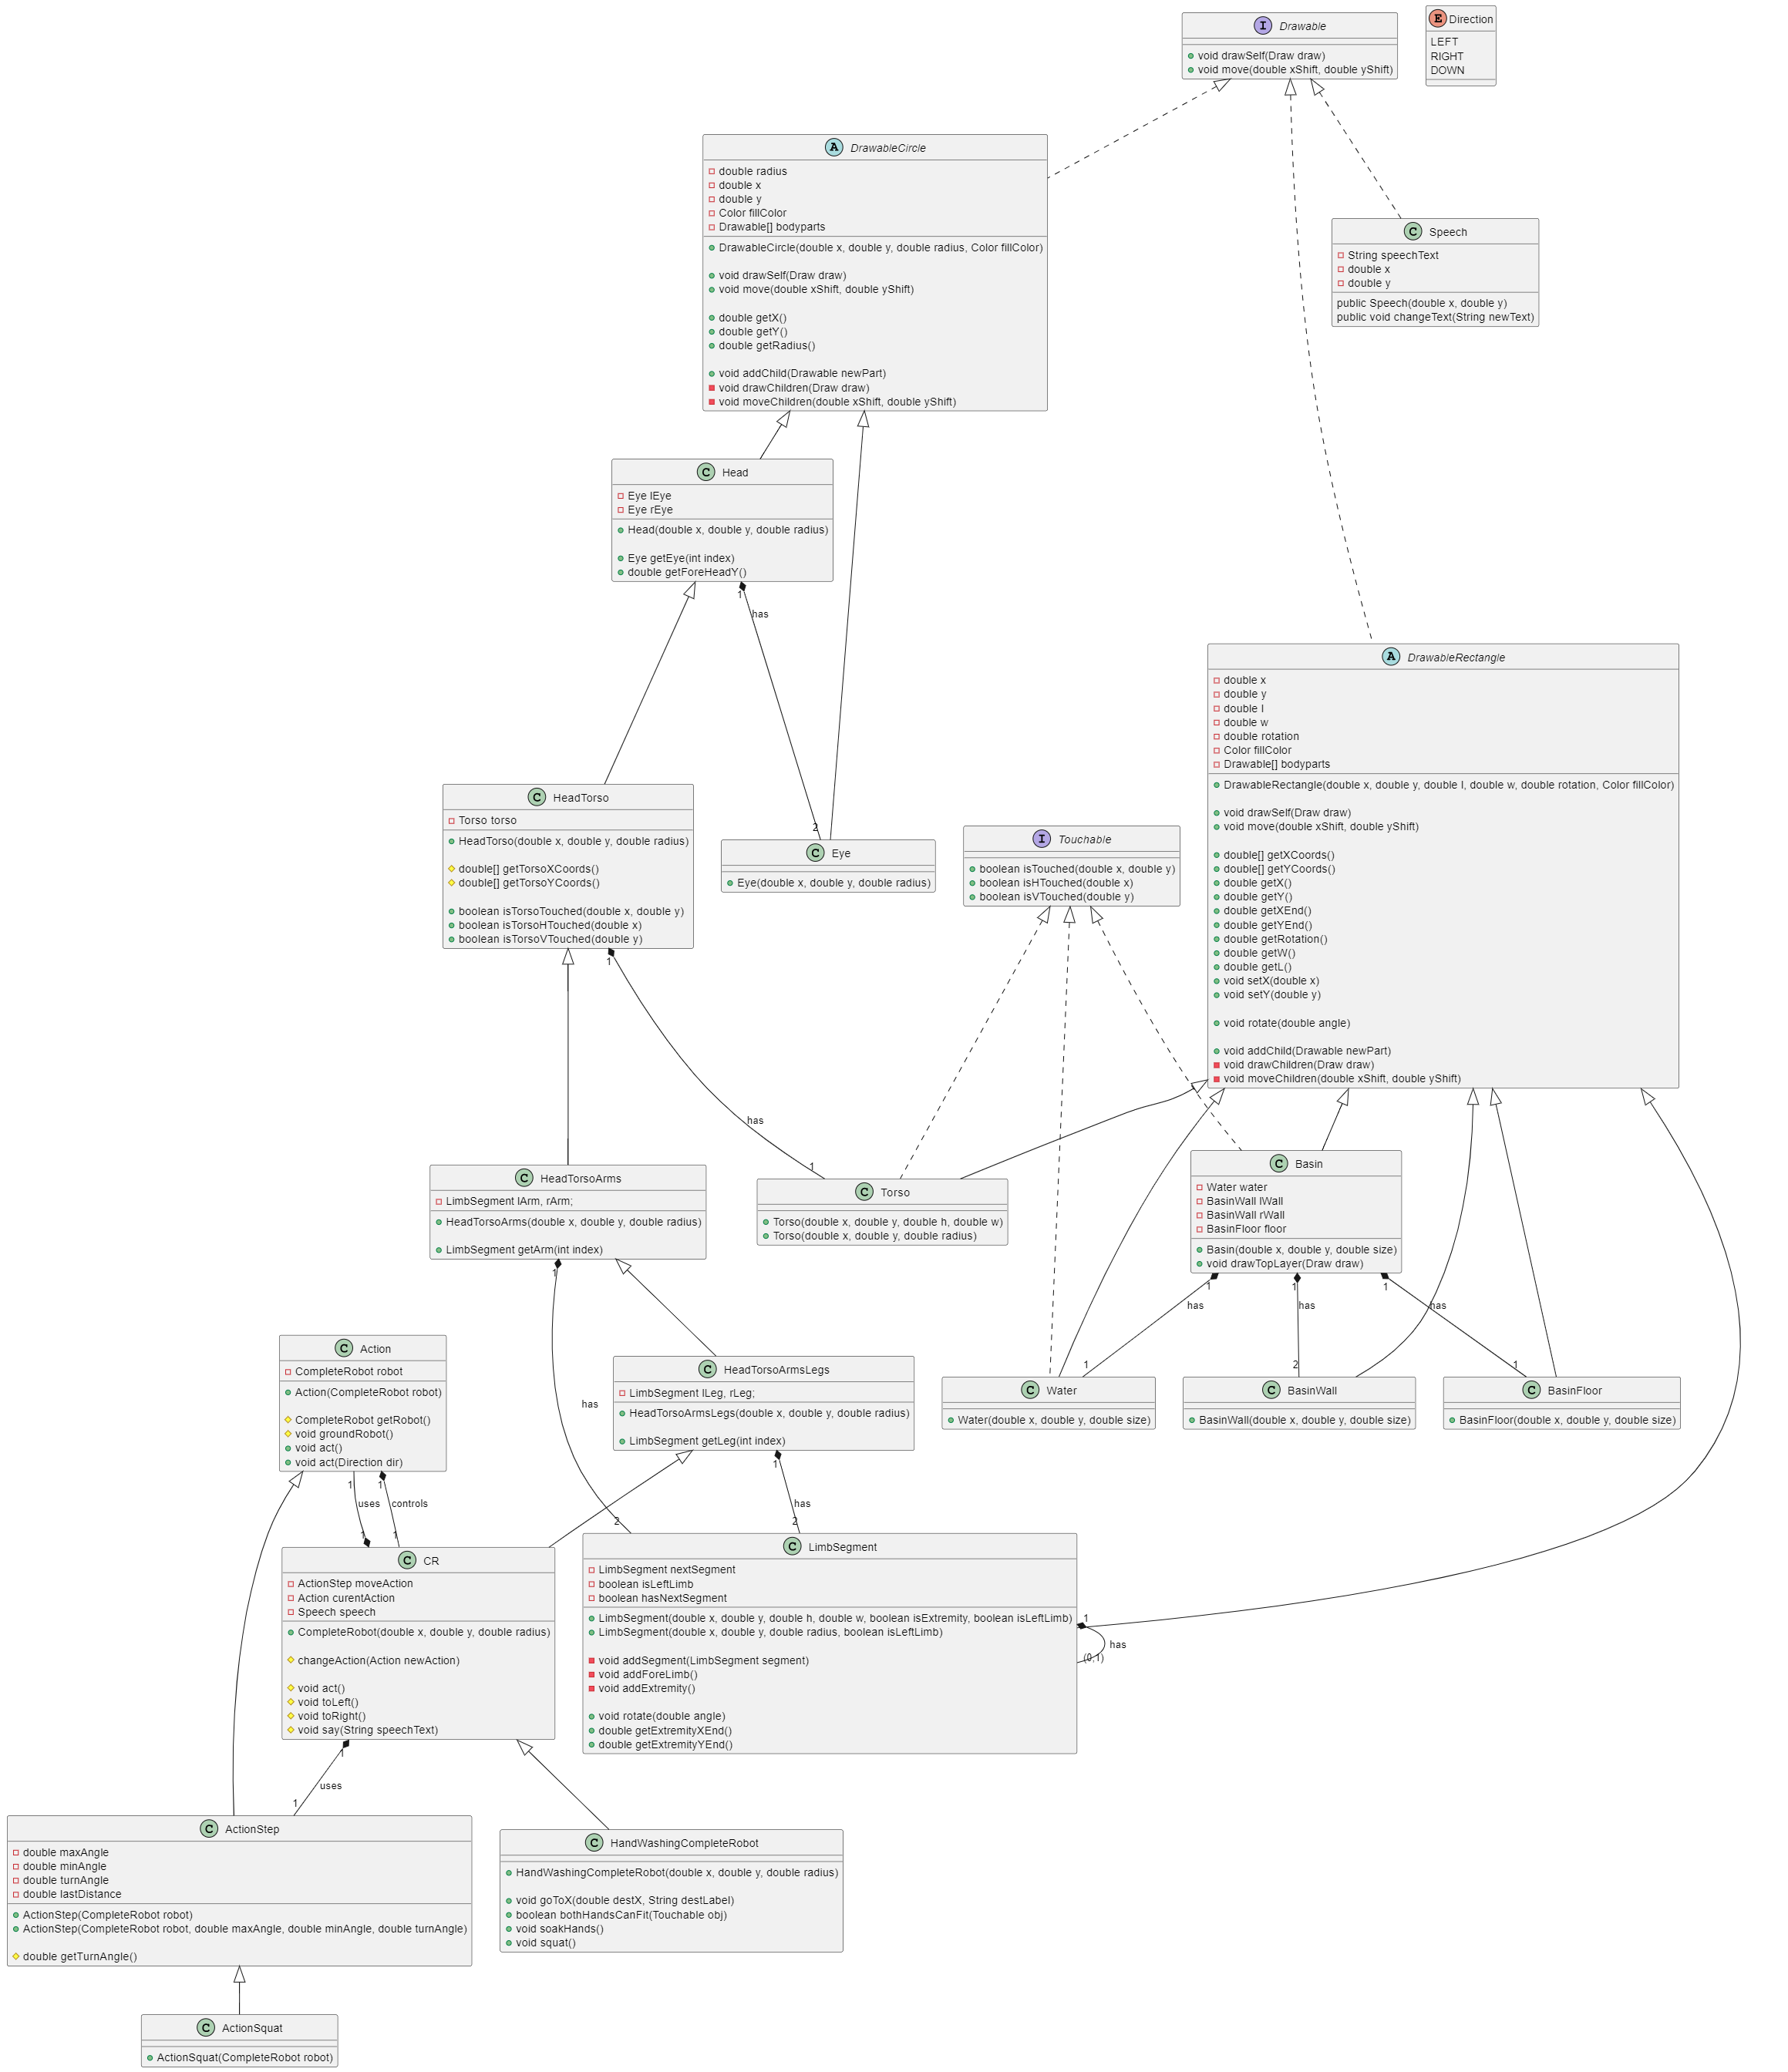 Drawable
void drawSelf(Draw draw)
void move(double xShift, double yShift)
Direction
LEFT
RIGHT
DOWN
DrawableCircle
double radius
double x
double y
Color fillColor
Drawable[] bodyparts
DrawableCircle(double x, double y, double radius, Color fillColor)
void drawSelf(Draw draw)
void move(double xShift, double yShift)
double getX()
double getY()
double getRadius()
void addChild(Drawable newPart)
void drawChildren(Draw draw)
void moveChildren(double xShift, double yShift)
Speech
String speechText
double x
double y
public Speech(double x, double y)
public void changeText(String newText)
Head
Eye lEye
Eye rEye
Head(double x, double y, double radius)
Eye getEye(int index)
double getForeHeadY()
1
has
2
DrawableRectangle
double x
double y
double l
double w
double rotation
Color fillColor
Drawable[] bodyparts
DrawableRectangle(double x, double y, double l, double w, double rotation, Color fillColor)
void drawSelf(Draw draw)
void move(double xShift, double yShift)
double[] getXCoords()
double[] getYCoords()
double getX()
double getY()
double getXEnd()
double getYEnd()
double getRotation()
double getW()
double getL()
void setX(double x)
void setY(double y)
void rotate(double angle)
void addChild(Drawable newPart)
void drawChildren(Draw draw)
void moveChildren(double xShift, double yShift)
HeadTorso
Torso torso
HeadTorso(double x, double y, double radius)
double[] getTorsoXCoords()
double[] getTorsoYCoords()
boolean isTorsoTouched(double x, double y)
boolean isTorsoHTouched(double x)
boolean isTorsoVTouched(double y)
1
has
1
Eye
Eye(double x, double y, double radius)
Touchable
boolean isTouched(double x, double y)
boolean isHTouched(double x)
boolean isVTouched(double y)
HeadTorsoArms
LimbSegment lArm, rArm;
HeadTorsoArms(double x, double y, double radius)
LimbSegment getArm(int index)
1
has
2
Torso
Torso(double x, double y, double h, double w)
Torso(double x, double y, double radius)
Basin
Water water
BasinWall lWall
BasinWall rWall
BasinFloor floor
Basin(double x, double y, double size)
void drawTopLayer(Draw draw)
1
1
1
has
has
has
1
2
1
Action
CompleteRobot robot
Action(CompleteRobot robot)
CompleteRobot getRobot()
void groundRobot()
void act()
void act(Direction dir)
1
1
uses
controls
1
1
HeadTorsoArmsLegs
LimbSegment lLeg, rLeg;
HeadTorsoArmsLegs(double x, double y, double radius)
LimbSegment getLeg(int index)
1
has
2
Water
Water(double x, double y, double size)
BasinWall
BasinWall(double x, double y, double size)
BasinFloor
BasinFloor(double x, double y, double size)
CR
ActionStep moveAction
Action curentAction
Speech speech
CompleteRobot(double x, double y, double radius)
changeAction(Action newAction)
void act()
void toLeft()
void toRight()
void say(String speechText)
1
uses
1
LimbSegment
LimbSegment nextSegment
boolean isLeftLimb
boolean hasNextSegment
LimbSegment(double x, double y, double h, double w, boolean isExtremity, boolean isLeftLimb)
LimbSegment(double x, double y, double radius, boolean isLeftLimb)
void addSegment(LimbSegment segment)
void addForeLimb()
void addExtremity()
void rotate(double angle)
double getExtremityXEnd()
double getExtremityYEnd()
1
has
(0,1)
ActionStep
double maxAngle
double minAngle
double turnAngle
double lastDistance
ActionStep(CompleteRobot robot)
ActionStep(CompleteRobot robot, double maxAngle, double minAngle, double turnAngle)
double getTurnAngle()
HandWashingCompleteRobot
HandWashingCompleteRobot(double x, double y, double radius)
void goToX(double destX, String destLabel)
boolean bothHandsCanFit(Touchable obj)
void soakHands()
void squat()
ActionSquat
ActionSquat(CompleteRobot robot)